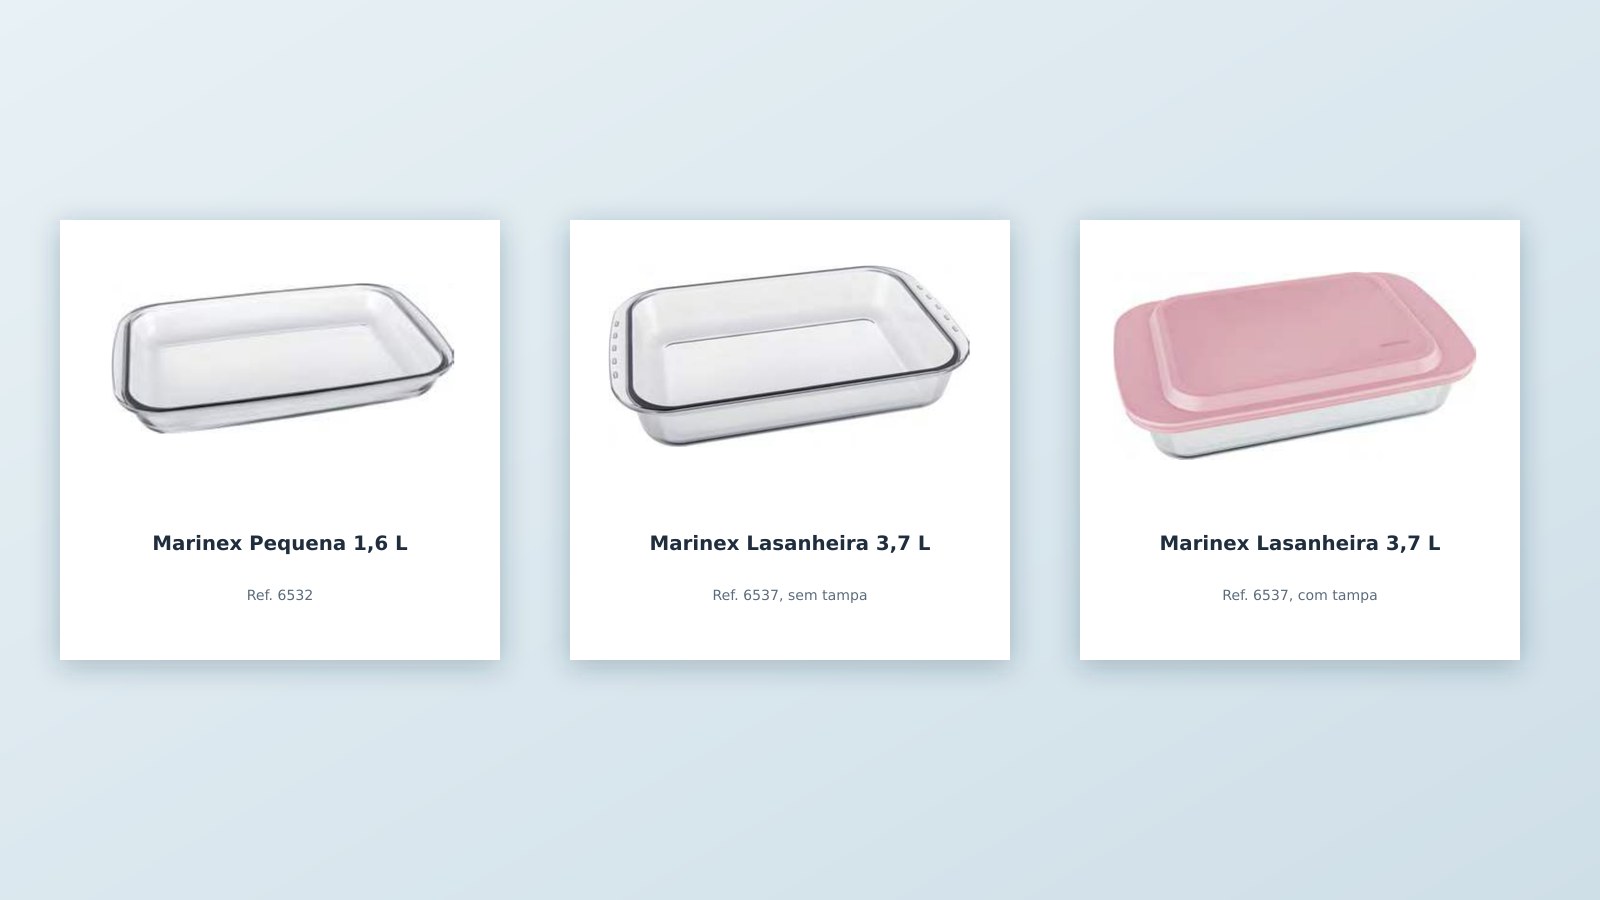 Marinex Pequena 1,6 L
Ref. 6532
Marinex Lasanheira 3,7 L
Ref. 6537, sem tampa
Marinex Lasanheira 3,7 L
Ref. 6537, com tampa